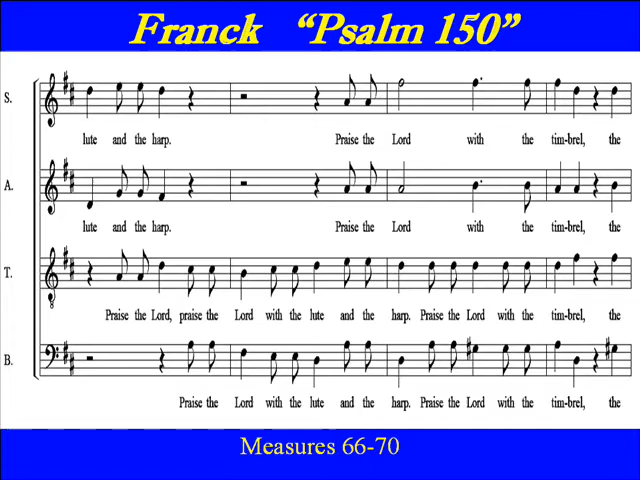 Franck “Psalm 150”
S.
lute and the harp. Praise the Lord with the tim-brel, the
A.
lute and the harp. Praise the Lord with the tim-brel, the
T.
8
Praise the Lord, praise the Lord with the lute and the harp. Praise the Lord with the tim-brel, the
B.
Praise the Lord with the lute and the harp. Praise the Lord with the tim-brel, the
Measures 66-70